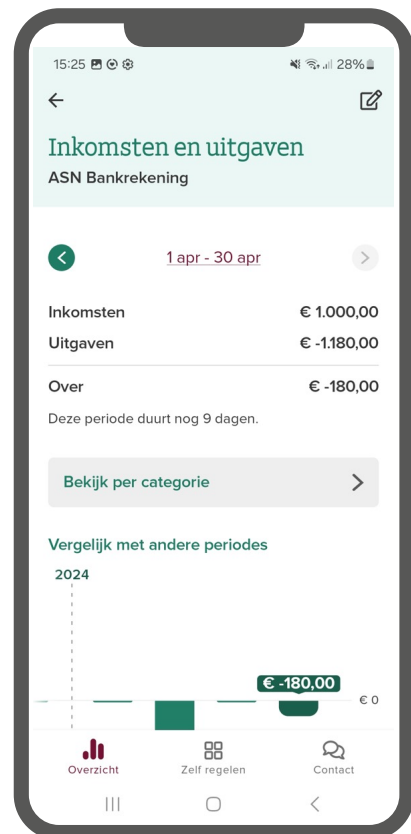 15:25 28%
Inkomsten en uitgaven
ASN Bankrekening
1 apr - 30 apr
Inkomsten € 1.000,00
Uitgaven € -1.180,00
Over € -180,00
Deze periode duurt nog 9 dagen.
Bekijk per categorie
Vergelijk met andere periodes
2024
€ -180,00
€ 0
Overzicht Zelf regelen Contact